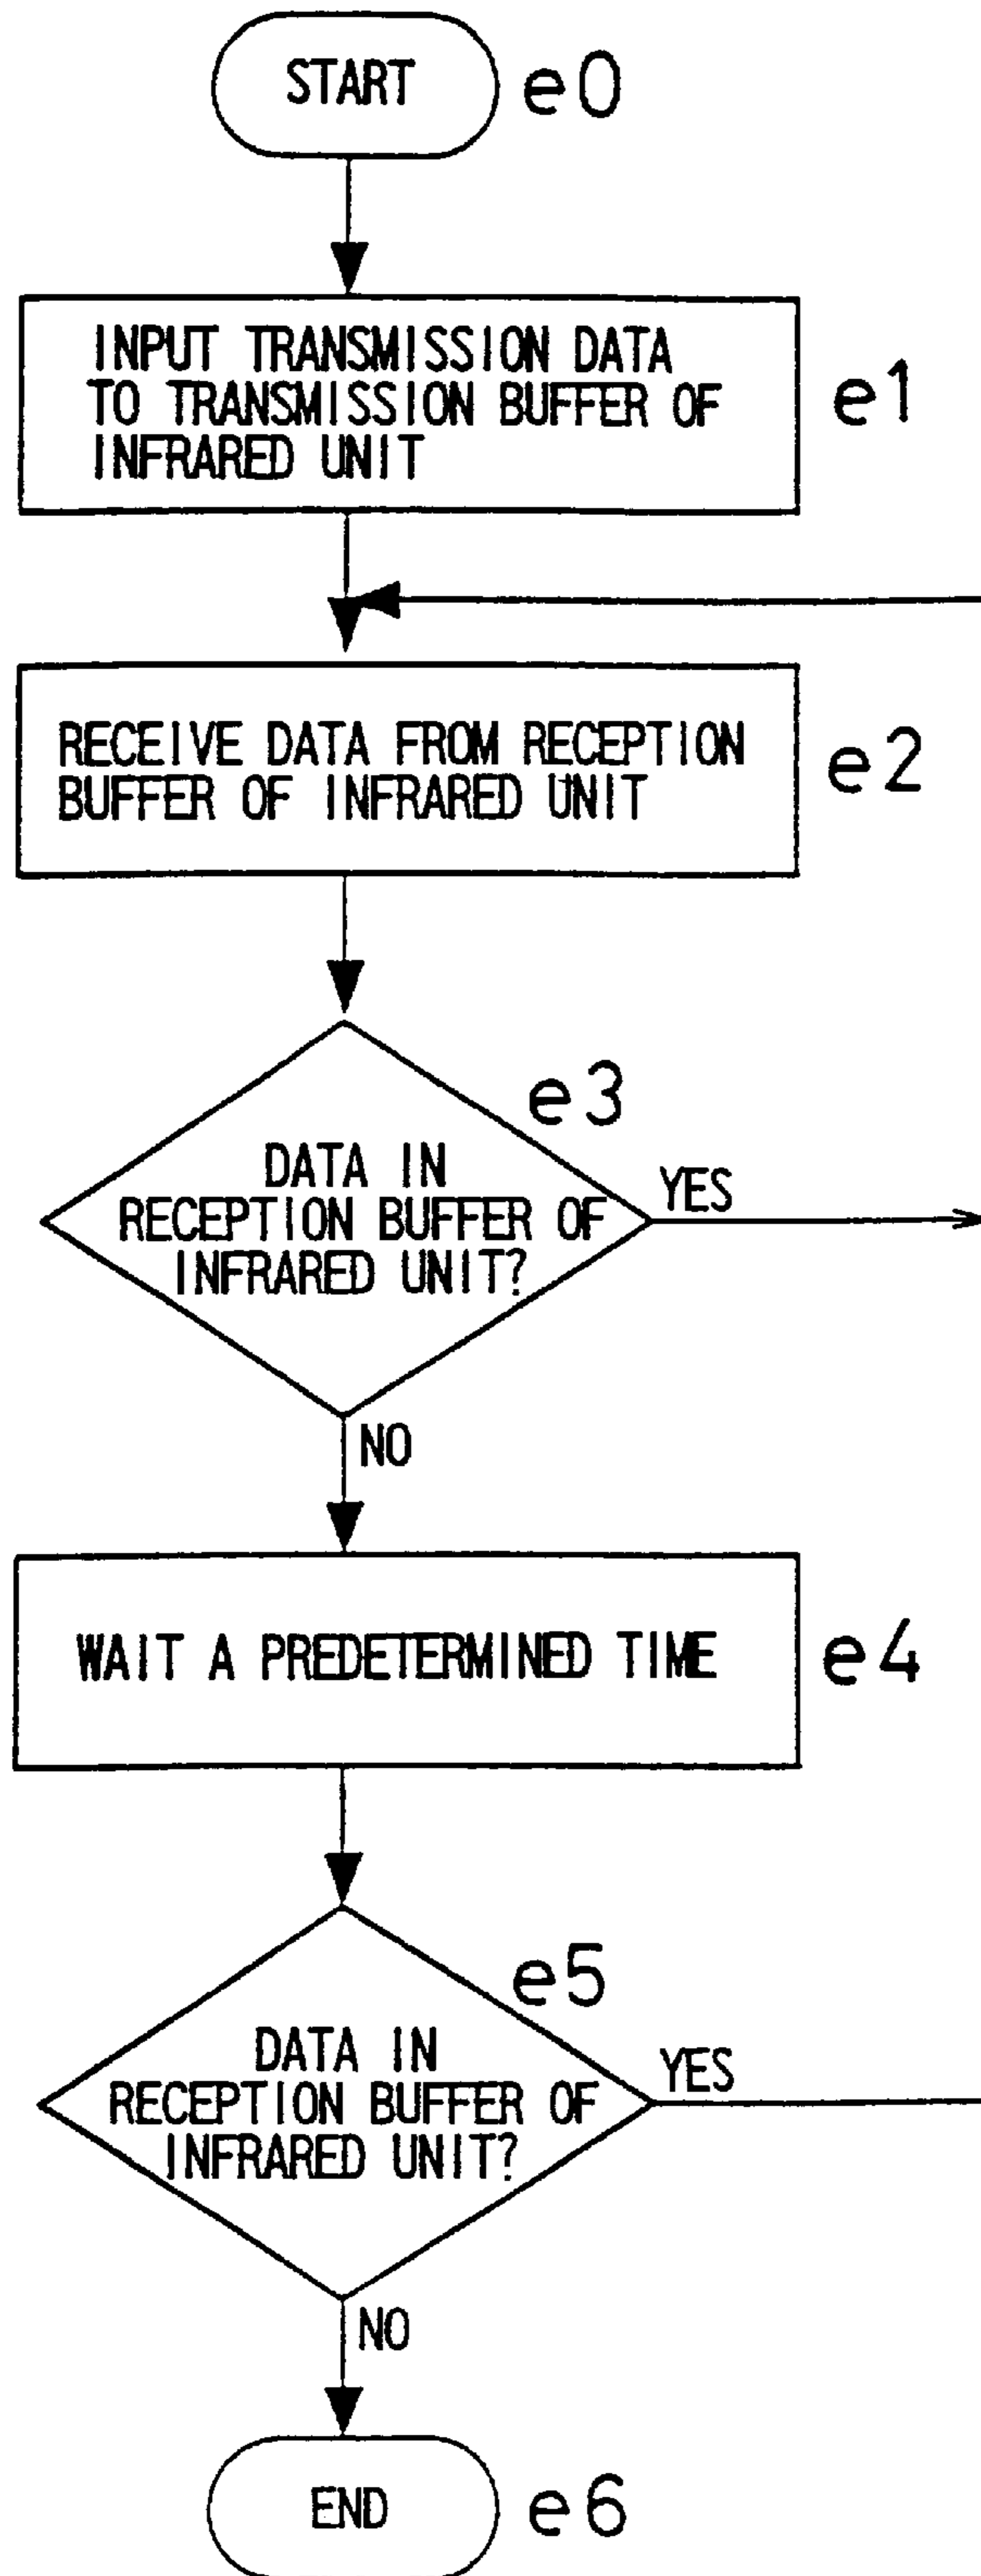 START
e0
INPUT TRANSMISSION DATA
TO TRANSMISSION BUFFER OF
INFRARED UNIT
e1
RECEIVE DATA FROM RECEPTION
BUFFER OF INFRARED UNIT
e2
e3
DATA IN
RECEPTION BUFFER OF
INFRARED UNIT?
YES
NO
WAIT A PREDETERMINED TIME
e4
e5
DATA IN
RECEPTION BUFFER OF
INFRARED UNIT?
YES
NO
END
e6